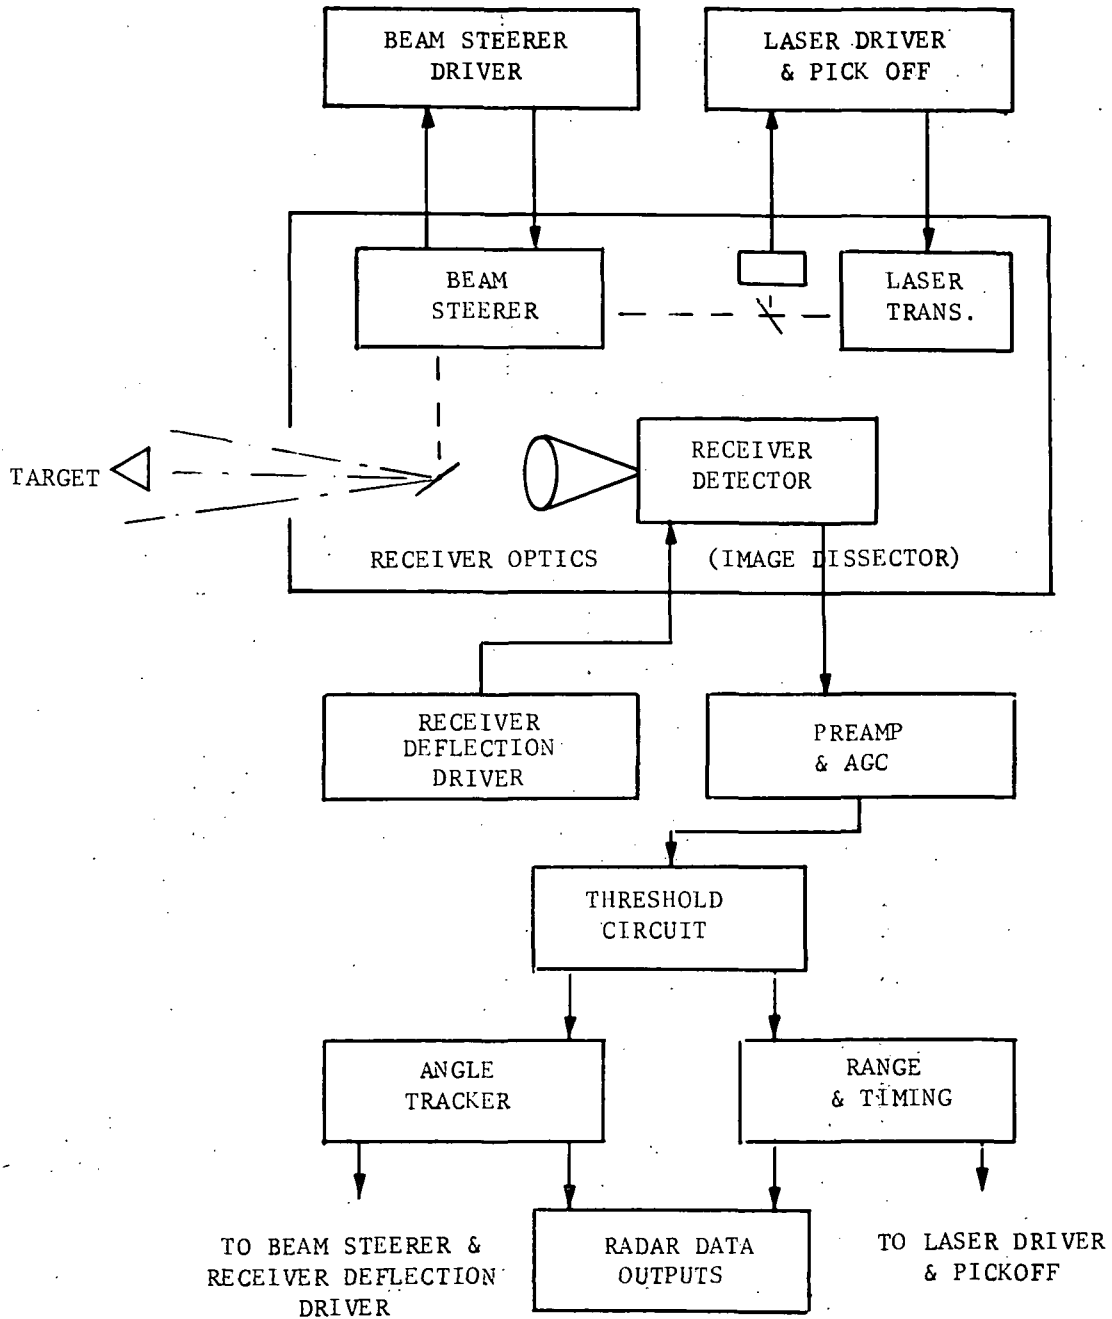 BEAM STEERER
DRIVER
LASER DRIVER
& PICK OFF
BEAM
STEERER
LASER
TRANS.
TARGET
RECEIVER
DETECTOR
RECEIVER OPTICS
(IMAGE DISSECTOR)
RECEIVER
DEFLECTION
DRIVER
PREAMP
& AGC
THRESHOLD
CIRCUIT
ANGLE
TRACKER
RANGE
& TIMING
TO BEAM STEERER &
RECEIVER DEFLECTION
DRIVER
RADAR DATA
OUTPUTS
TO LASER DRIVER
& PICKOFF